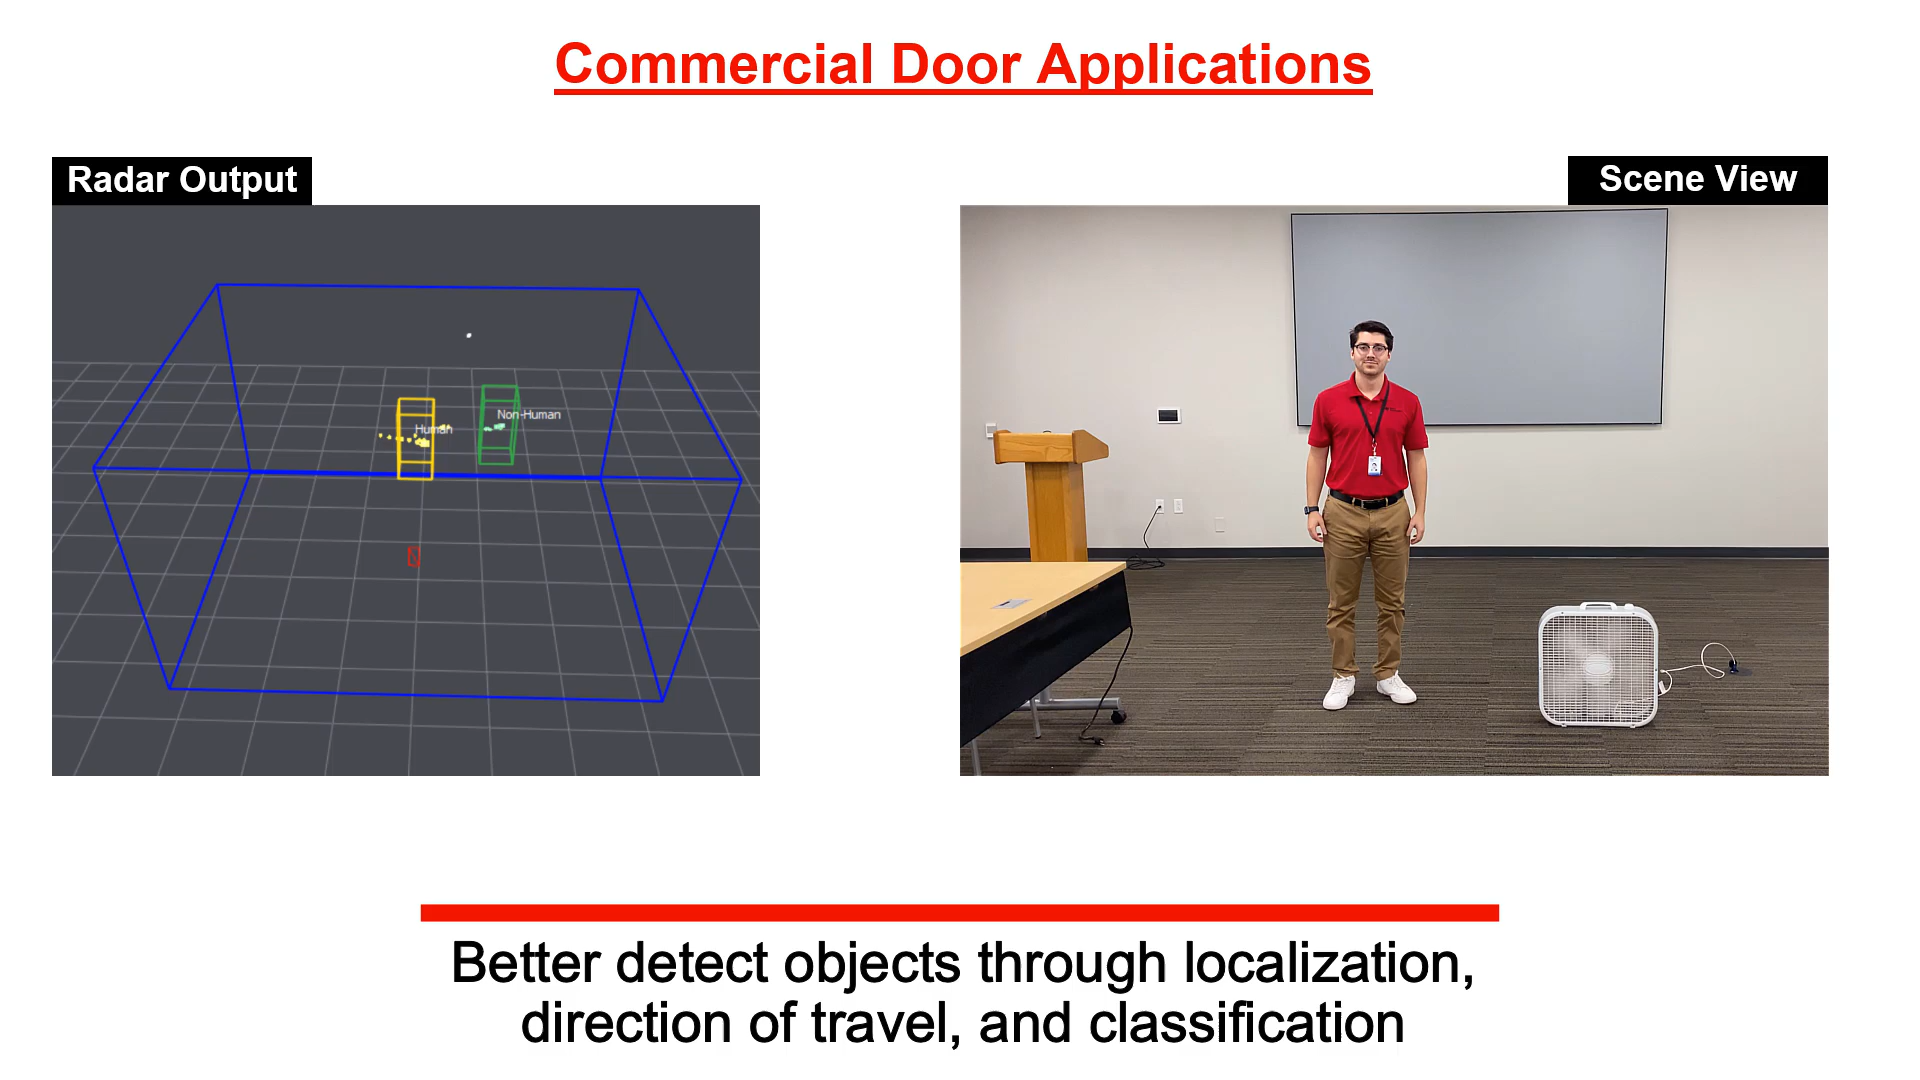 Commercial Door Applications
Radar Output
Scene View
Human
Non-Human
Better detect objects through localization,
direction of travel, and classification